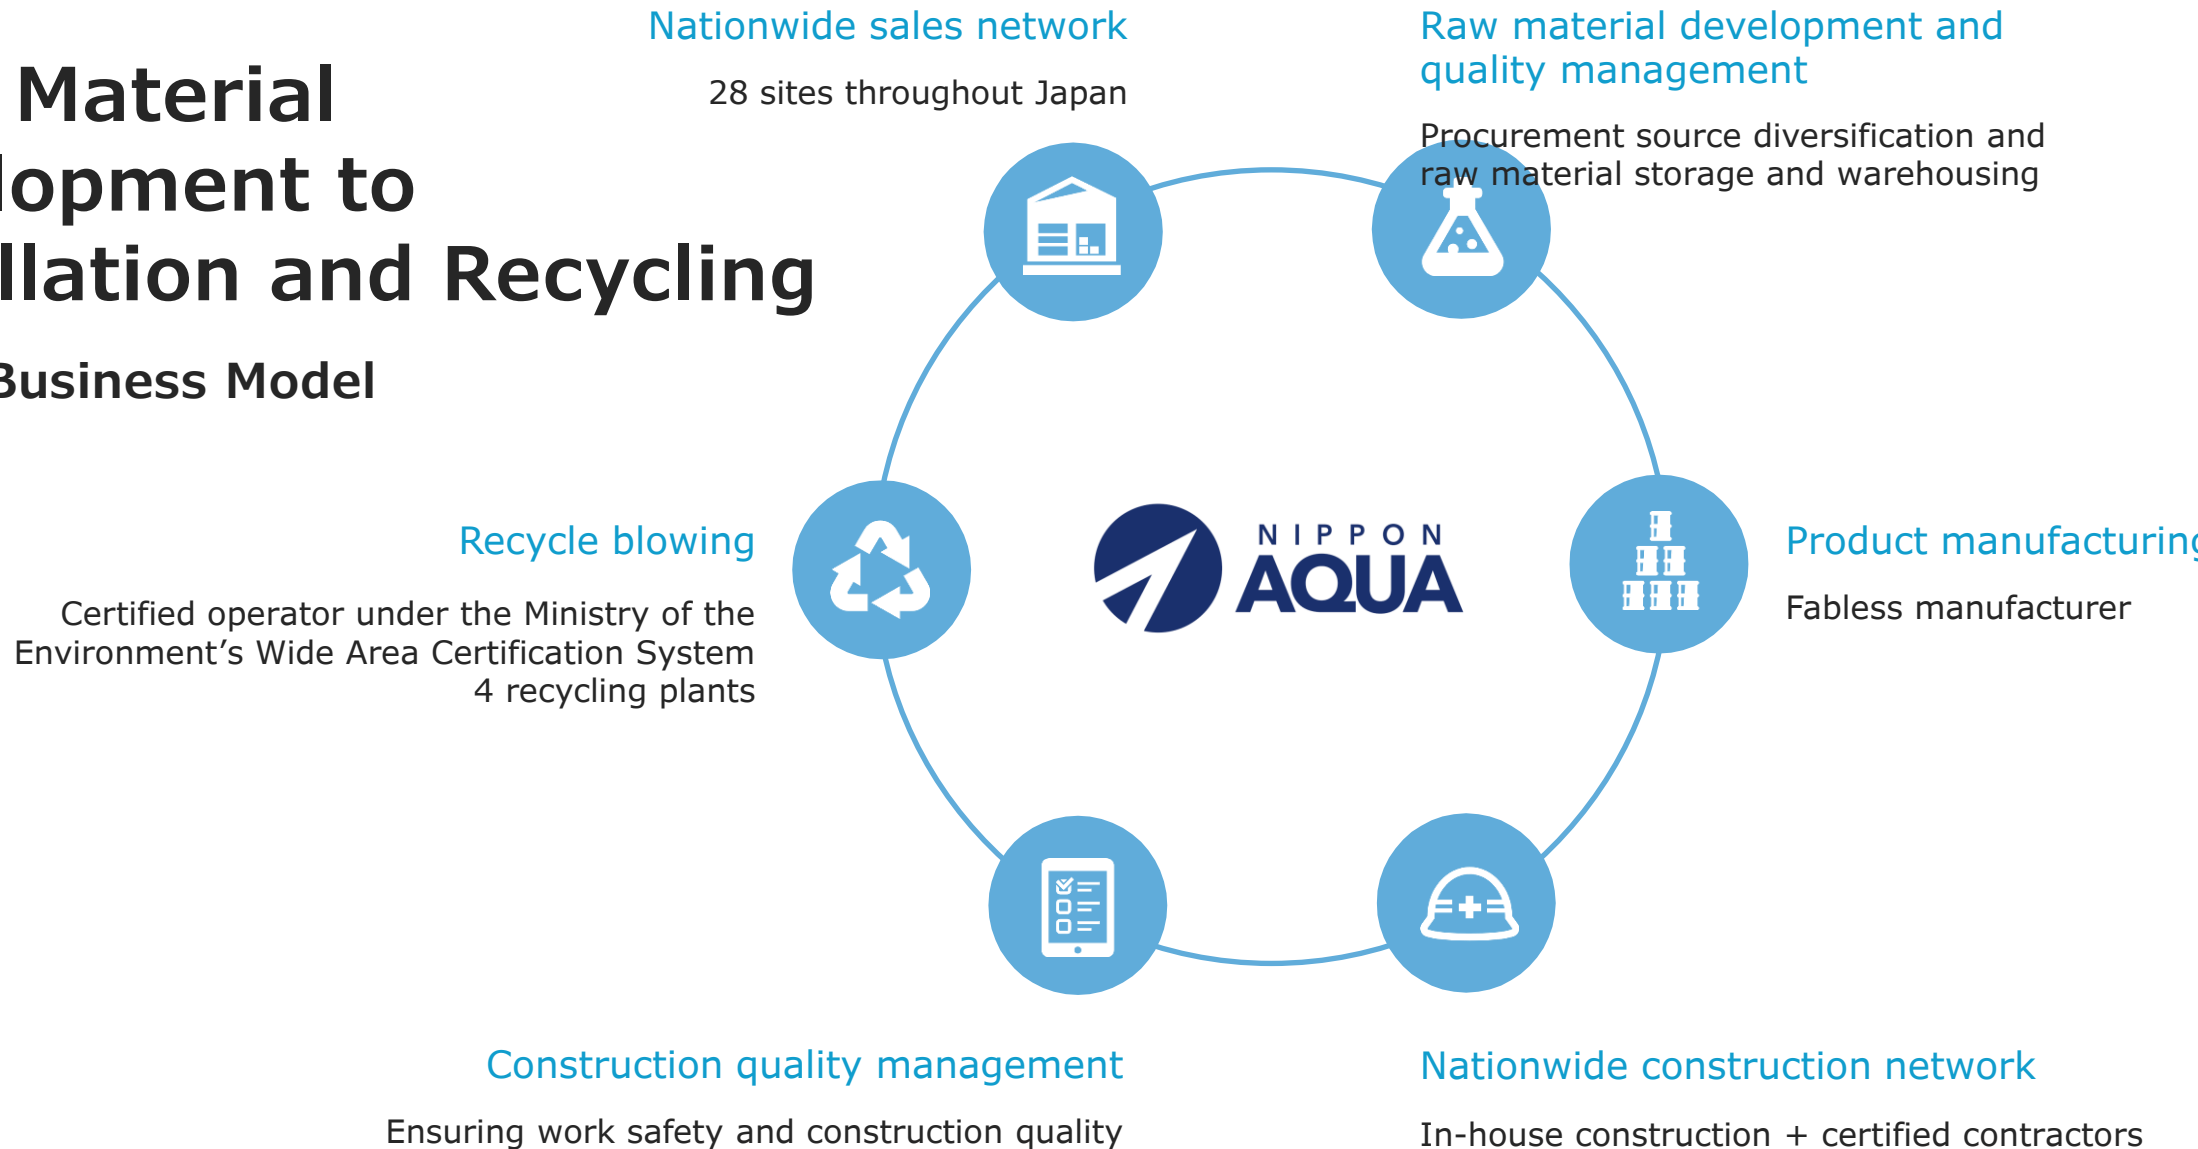 Material
lopment to
llation and Recycling
Business Model
Nationwide sales network
28 sites throughout Japan
Raw material development and
quality management
Procurement source diversification and
raw material storage and warehousing
Recycle blowing
Certified operator under the Ministry of the
Environment’s Wide Area Certification System
4 recycling plants
NIPPON
AQUA
Product manufacturing
Fabless manufacturer
Construction quality management
Ensuring work safety and construction quality
Nationwide construction network
In-house construction + certified contractors